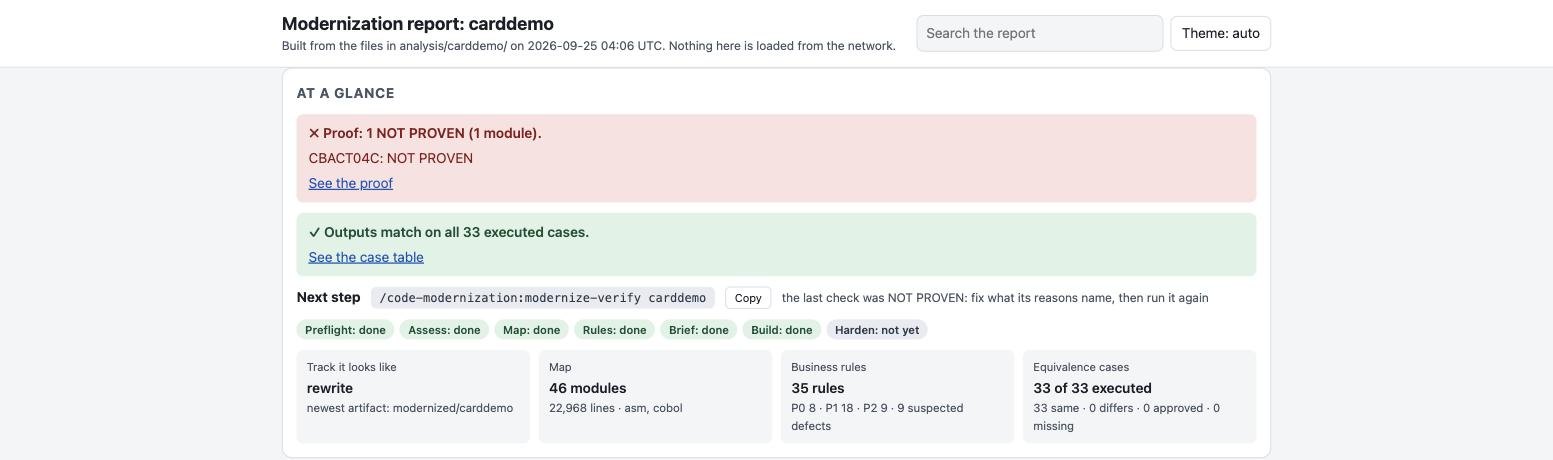 Modernization report: carddemo
Built from the files in analysis/carddemo/ on 2026-09-25 04:06 UTC. Nothing here is loaded from the network.
Search the report
Theme: auto
AT A GLANCE
✕ Proof: 1 NOT PROVEN (1 module).
CBACT04C: NOT PROVEN
See the proof
✓ Outputs match on all 33 executed cases.
See the case table
Next step /code-modernization:modernize-verify carddemo Copy the last check was NOT PROVEN: fix what its reasons name, then run it again
Preflight: done Assess: done Map: done Rules: done Brief: done Build: done Harden: not yet
Track it looks like
rewrite
newest artifact: modernized/carddemo
Map
46 modules
22,968 lines · asm, cobol
Business rules
35 rules
P0 8 · P1 18 · P2 9 · 9 suspected
defects
Equivalence cases
33 of 33 executed
33 same · 0 differs · 0 approved · 0
missing